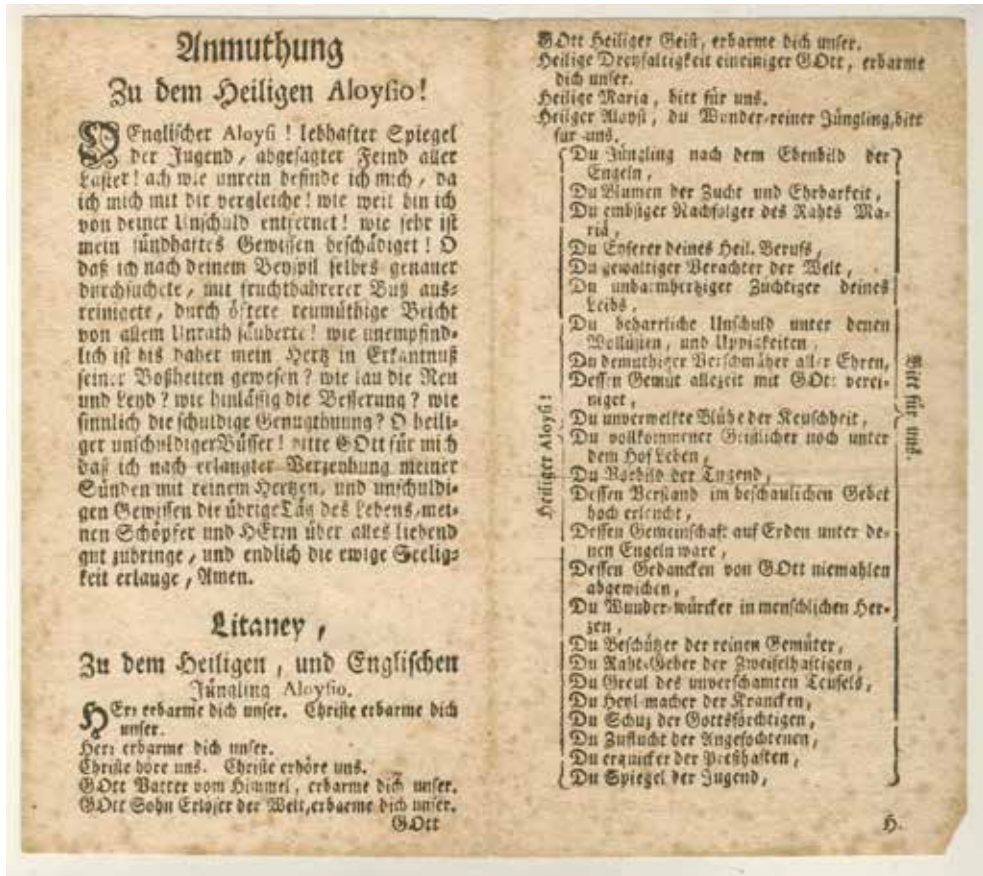 Anmuthung
Zu dem Heiligen Aloysio!
O Englischer Aloysi ! lebhafter Spiegel
der Jugend / abgesagter Feind aller
Laster! ach wie unrein befinde ich mich / da
ich mich mit dir vergleiche! wie weit bin ich
von deiner Unschuld entfernet! wie sehr ist
mein sündhaftes Gewissen beschädiget! O
daß ich nach deinem Beyspil selbes genauer
durchsuchete / mit fruchtbahrerer Buß aus-
reinigete / durch öftere reumüthige Beicht
von allem Unrath säuberte! wie unempfind-
lich ist bis daher mein Hertz in Erkantnuß
seiner Boßheiten gewesen? wie lau die Reu
und Leyd? wie hinläßig die Besserung? wie
sinnlich die schuldige Genugthuung? O heili-
ger unschuldiger Büsser! bitte GOtt für mich
daß ich nach erlangter Verzeyhung meiner
Sünden mit reinem Hertzen, und unschuldi-
gen Gewissen die übrige Täg des Lebens, mei-
nen Schöpfer und HErrn über alles liebend
gut zubringe / und endlich die ewige Seelig-
keit erlange / Amen.
Litaney /
Zu dem Heiligen , und Englischen
Jüngling Aloysio.
HErr erbarme dich unser. Christe erbarme dich
unser.
Herr erbarme dich unser.
Christe höre uns. Christe erhöre uns.
GOtt Vatter vom Himmel, erbarme dich unser.
GOtt Sohn Erlöser der Welt, erbarme dich unser.
GOtt
GOtt Heiliger Geist, erbarme dich unser.
Heilige Dreyfaltigkeit eineiniger GOtt, erbarme
dich unser.
Heilige Maria, bitt für uns.
Heilger Aloysi, du Wunder-reiner Jüngling, bitt
für uns.
Heiliger Aloysi!
Du Jüngling nach dem Ebenbild der
Engeln,
Du Blumen der Zucht und Ehrbarkeit,
Du embsiger Nachfolger des Rahts Ma-
riä,
Du Eyferer deines Heil. Berufs,
Du gewaltiger Verachter der Welt,
Du unbarmhertziger Züchtiger deines
Leibs,
Du beharrliche Unschuld unter denen
Wollüsten, und Uppigkeiten,
Du demüthiger Verschmäher aller Ehren,
Dessen Gemüt allezeit mit GOtt verei-
niget,
Du unverwelkte Blühe der Keuschheit,
Du vollkommener Geistlicher noch unter
dem Hof Leben,
Du Vorbild der Tugend,
Dessen Verstand im beschaulichen Gebet
hoch erleucht,
Dessen Gemeinschaft auf Erden unter de-
nen Engeln ware,
Dessen Gedancken von GOtt niemahlen
abgewichen,
Du Wunder-würcker in menschlichen Her-
zen,
Du Beschützer der reinen Gemüter,
Du Raht-Geber der Zweifelhaftigen,
Du Greul des unverschamten Teufels,
Du Heyl-macher der Krancken,
Du Schuz der Gottsförchtigen,
Du Zuflucht der Angefochtenen,
Du erquicker der Preßhaften,
Du Spiegel der Jugend,
Bitt für uns.
H.